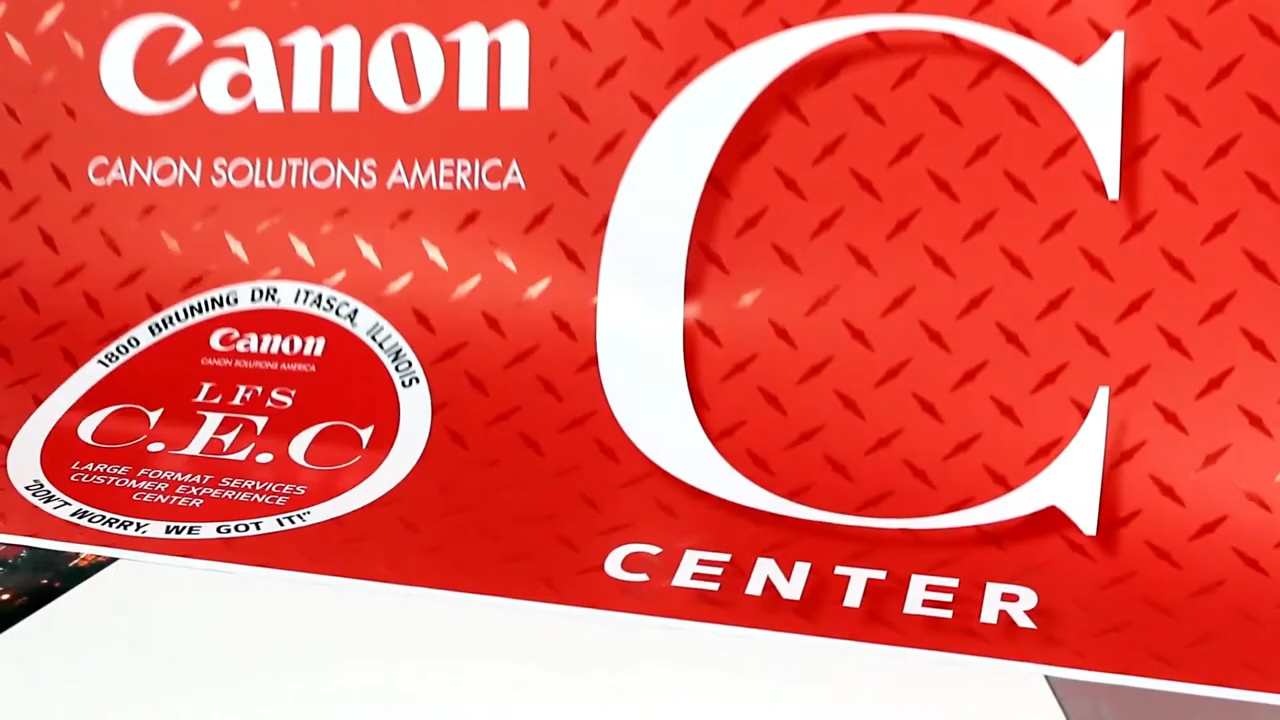 Canon
CANON SOLUTIONS AMERICA
C
CENTER
1800 BRUNING DR, ITASCA, ILLINOIS
Canon
CANON SOLUTIONS AMERICA
LFS
C.E.C
LARGE FORMAT SERVICES
CUSTOMER EXPERIENCE
CENTER
"DON'T WORRY, WE GOT IT!"